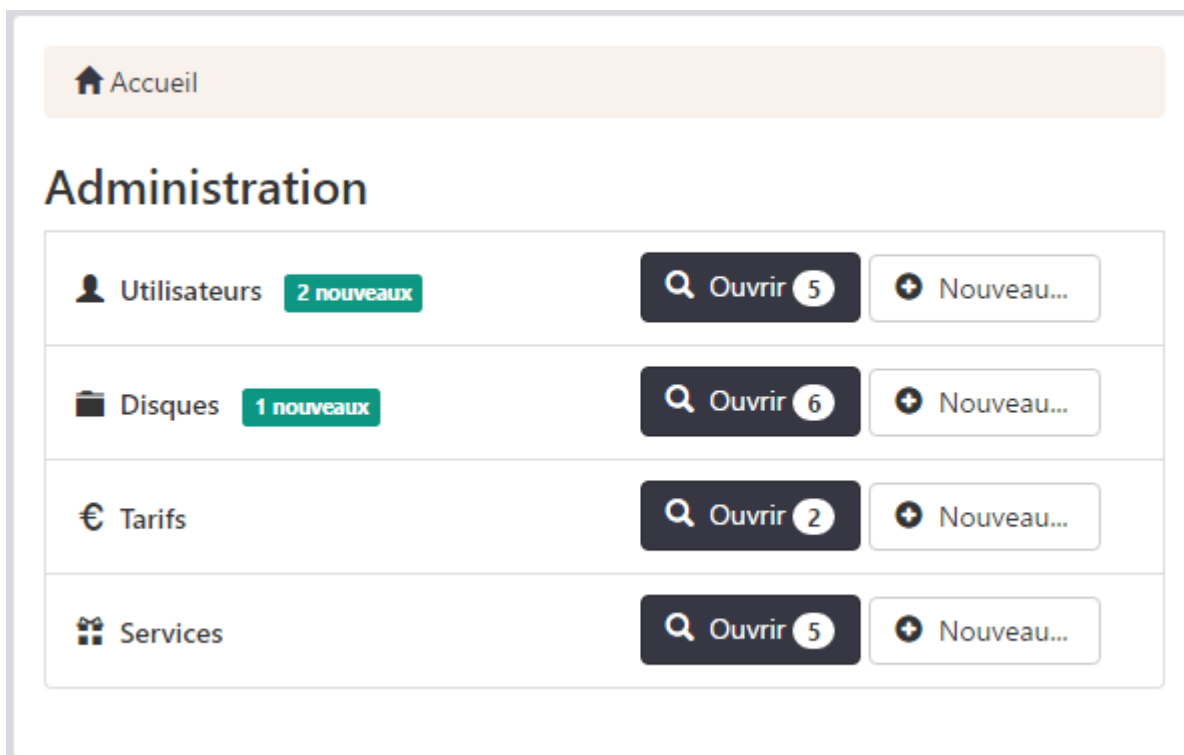 Accueil
Administration
Utilisateurs 2 nouveaux Ouvrir 5 Nouveau...
Disques 1 nouveaux Ouvrir 6 Nouveau...
€ Tarifs Ouvrir 2 Nouveau...
Services Ouvrir 5 Nouveau...